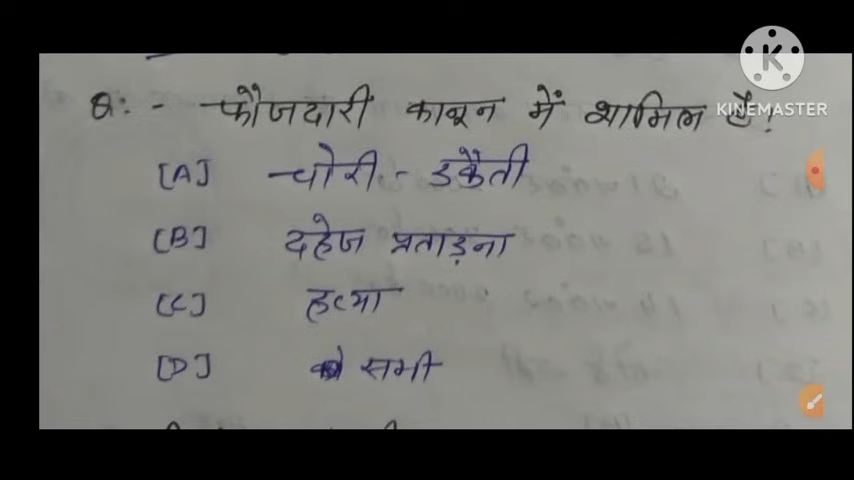 KINEMASTER
Q: - फौजदारी कानून में शामिल है!
[A] चोरी - डकैती
[B] दहेज प्रताड़ना
[C] हत्या
[D] सभी